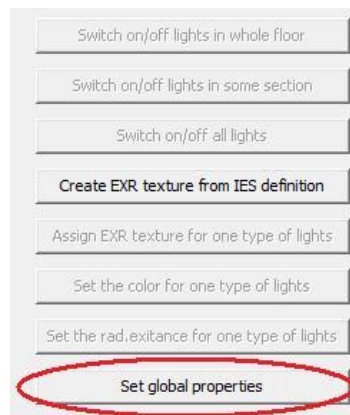 Switch on/off lights in whole floor
Switch on/off lights in some section
Switch on/off all lights
Create EXR texture from IES definition
Assign EXR texture for one type of lights
Set the color for one type of lights
Set the rad.exitance for one type of lights
Set global properties